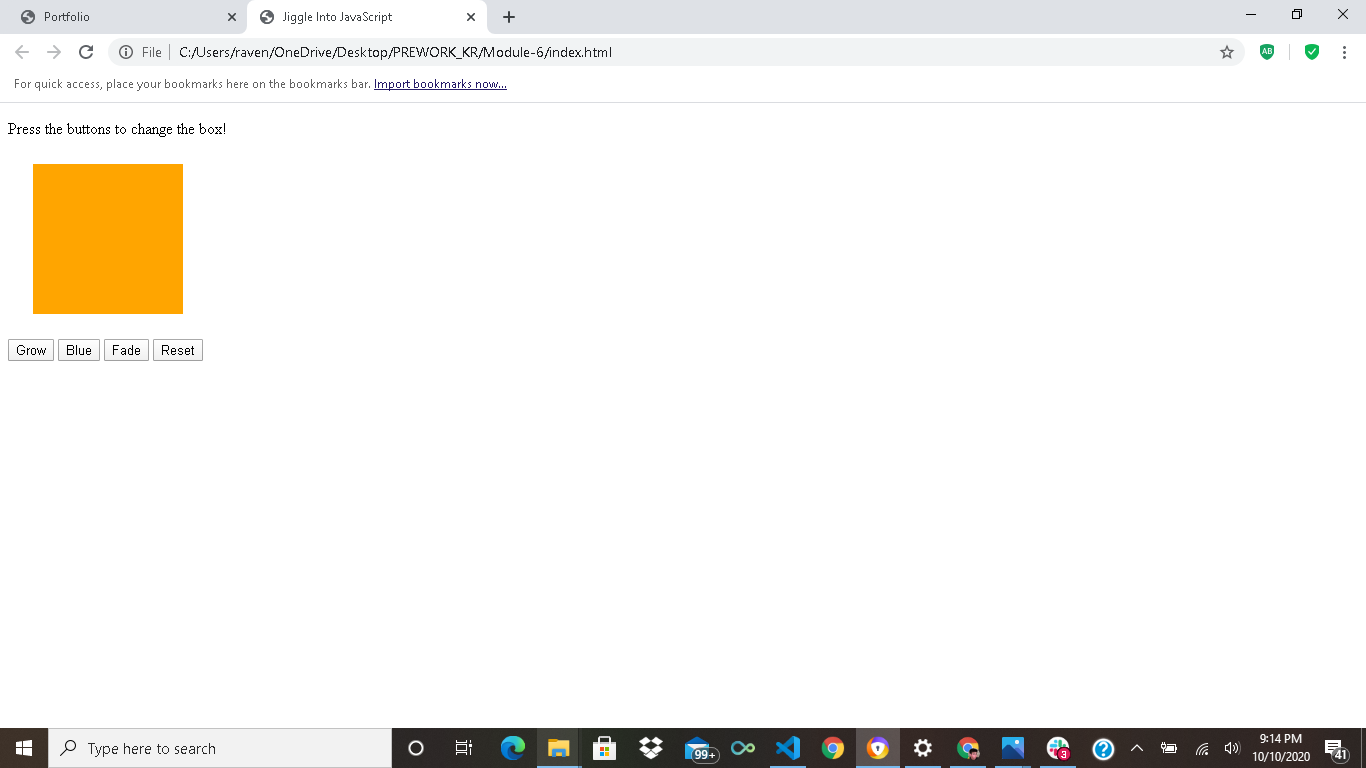 Portfolio
Jiggle Into JavaScript
File
C:/Users/raven/OneDrive/Desktop/PREWORK_KR/Module-6/index.html
AB
For quick access, place your bookmarks here on the bookmarks bar. Import bookmarks now...
Press the buttons to change the box!
Grow Blue Fade Reset
Type here to search
99+
3
?
9:14 PM
10/10/2020
41